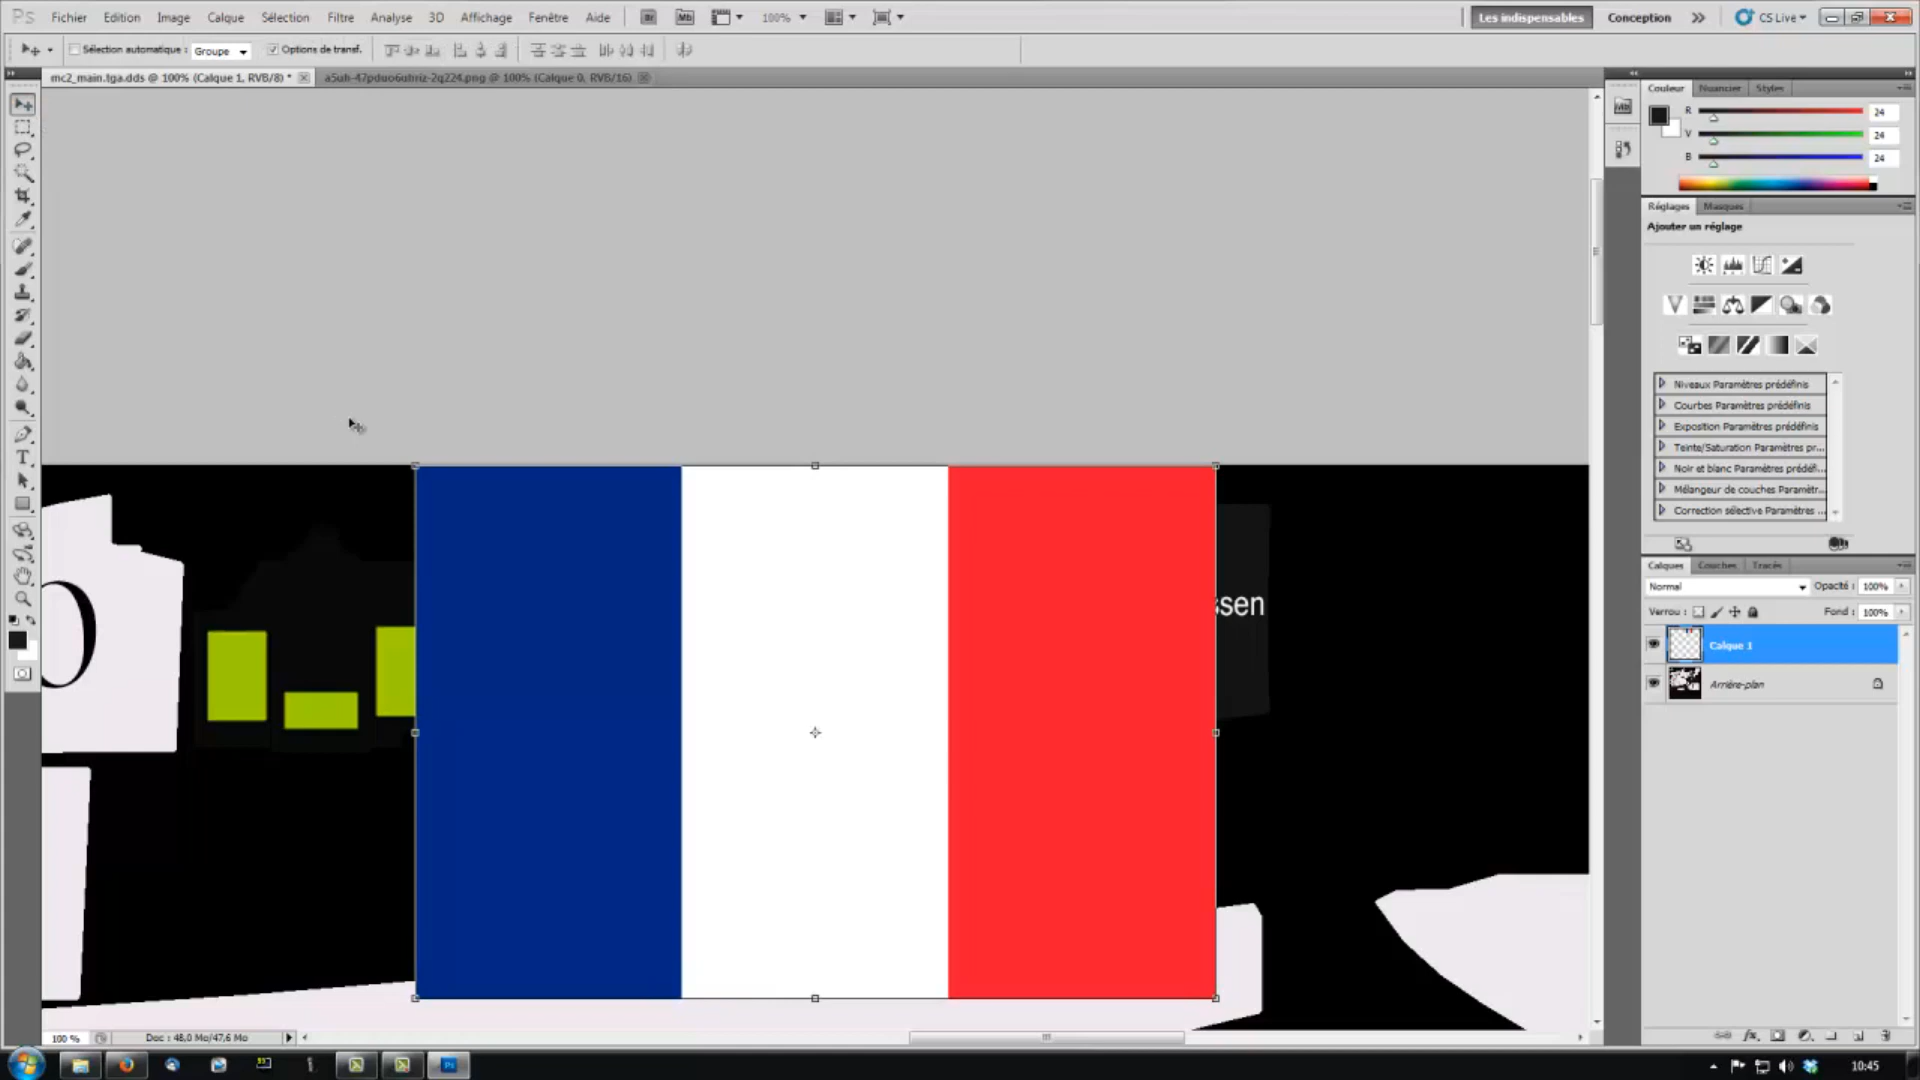 Ps Fichier Edition Image Calque Sélection Filtre Analyse 3D Affichage Fenêtre Aide Br Mb 100% Les indispensables Conception CS Live
Sélection automatique : Groupe Options de transf.
mc2_main.tga.dds @ 100% (Calque 1, RVB/8) *
@ 100% (Calque 0, RVB/16)
Couleur Nuancier Styles
R 24
V 24
B 24
Réglages Masques
Ajouter un réglage
Niveaux Paramètres prédéfinis
Courbes Paramètres prédéfinis
Exposition Paramètres prédéfinis
Teinte/Saturation Paramètres pr...
Noir et blanc Paramètres prédéfi...
Mélangeur de couches Paramètr...
Correction sélective Paramètres ...
Calques Couches Tracés
Normal Opacité : 100%
Verrou : Fond : 100%
Calque 1
Arrière-plan
ssen
100 % Doc : 48,0 Mo/47,6 Mo
10:45